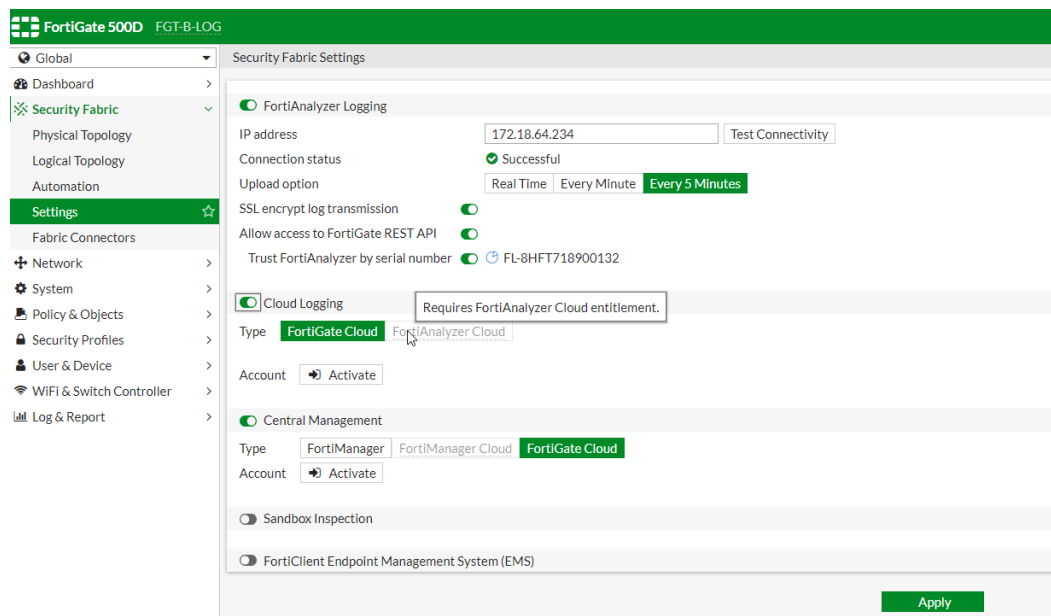 FortiGate 500D FGT-B-LOG
Global
Dashboard
Security Fabric
Physical Topology
Logical Topology
Automation
Settings
Fabric Connectors
Network
System
Policy & Objects
Security Profiles
User & Device
WiFi & Switch Controller
Log & Report
Security Fabric Settings
FortiAnalyzer Logging
IP address 172.18.64.234 Test Connectivity
Connection status Successful
Upload option Real Time Every Minute Every 5 Minutes
SSL encrypt log transmission
Allow access to FortiGate REST API
Trust FortiAnalyzer by serial number FL-8HFT718900132
Cloud Logging
Requires FortiAnalyzer Cloud entitlement.
Type FortiGate Cloud FortiAnalyzer Cloud
Account Activate
Central Management
Type FortiManager FortiManager Cloud FortiGate Cloud
Account Activate
Sandbox Inspection
FortiClient Endpoint Management System (EMS)
Apply